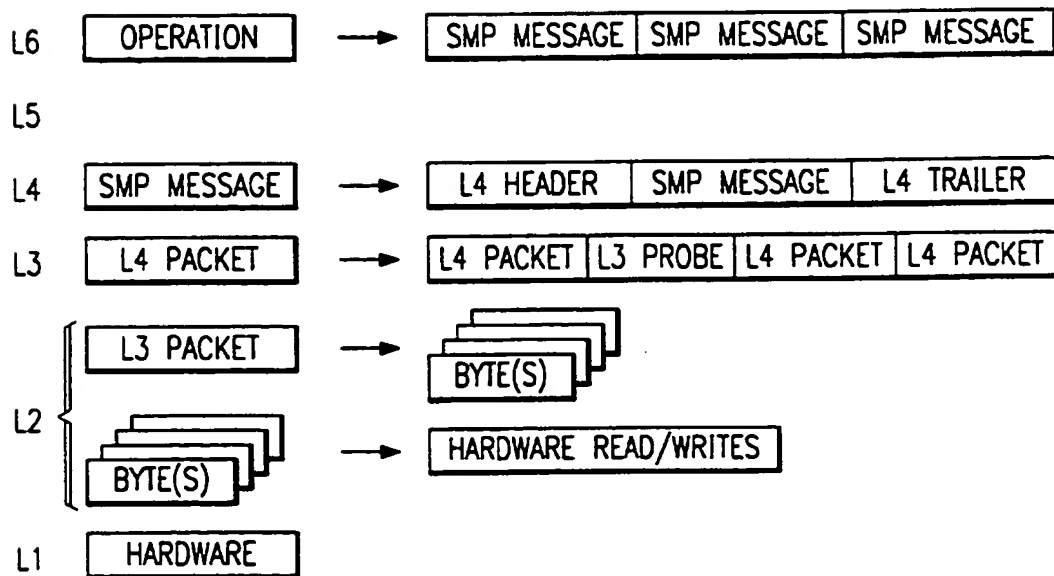 L6 OPERATION SMP MESSAGE SMP MESSAGE SMP MESSAGE
L5
L4 SMP MESSAGE L4 HEADER SMP MESSAGE L4 TRAILER
L3 L4 PACKET L4 PACKET L3 PROBE L4 PACKET L4 PACKET
L3 PACKET BYTE(S)
L2
BYTE(S) HARDWARE READ/WRITES
L1 HARDWARE